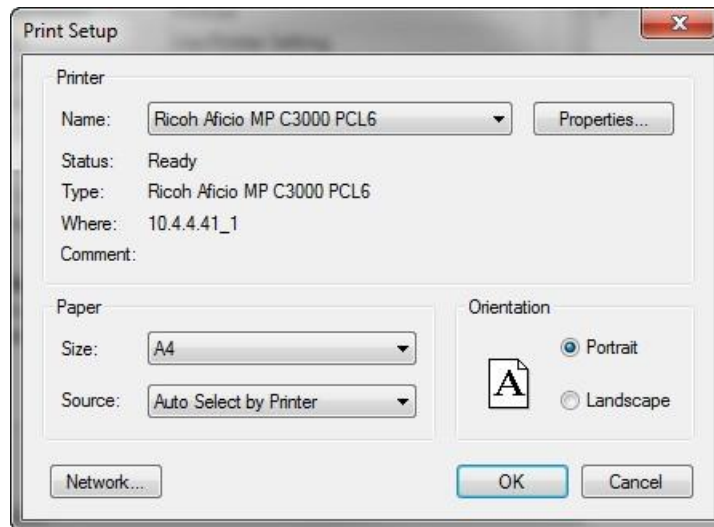 Print Setup
Printer
Name: Ricoh Aficio MP C3000 PCL6 Properties...
Status: Ready
Type: Ricoh Aficio MP C3000 PCL6
Where: 10.4.4.41_1
Comment:
Paper Orientation
Size: A4 Portrait
A
Source: Auto Select by Printer Landscape
Network... OK Cancel